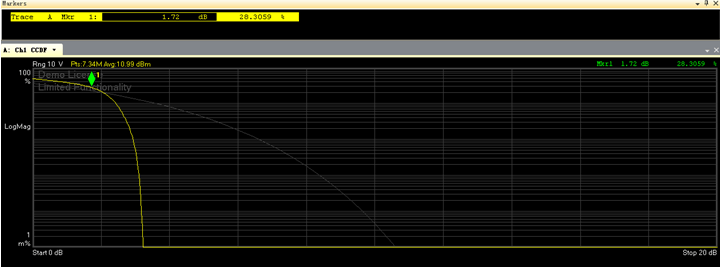 Markers
Trace A Mkr 1: 1.72 dB 28.3059 %
A: Ch1 CCDF
Rng 10 V Pts:7.34M Avg:10.99 dBm Mkr1 1.72 dB 28.3059 %
100
%
Demo License
1
Limited Functionality
LogMag
1
m%
Start 0 dB Stop 20 dB